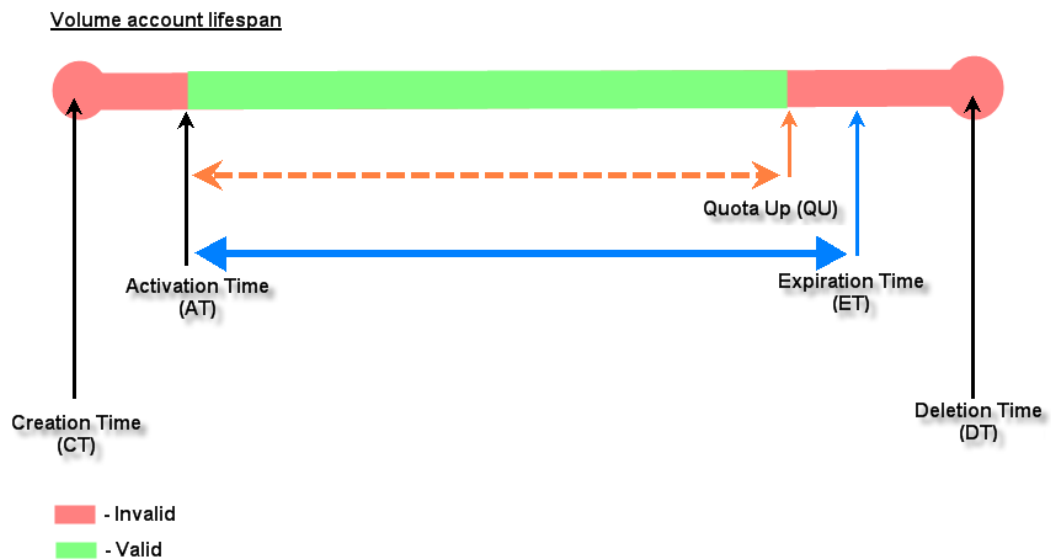 Volume account lifespan
Quota Up (QU)
Activation Time
(AT)
Expiration Time
(ET)
Creation Time
(CT)
Deletion Time
(DT)
- Invalid
- Valid